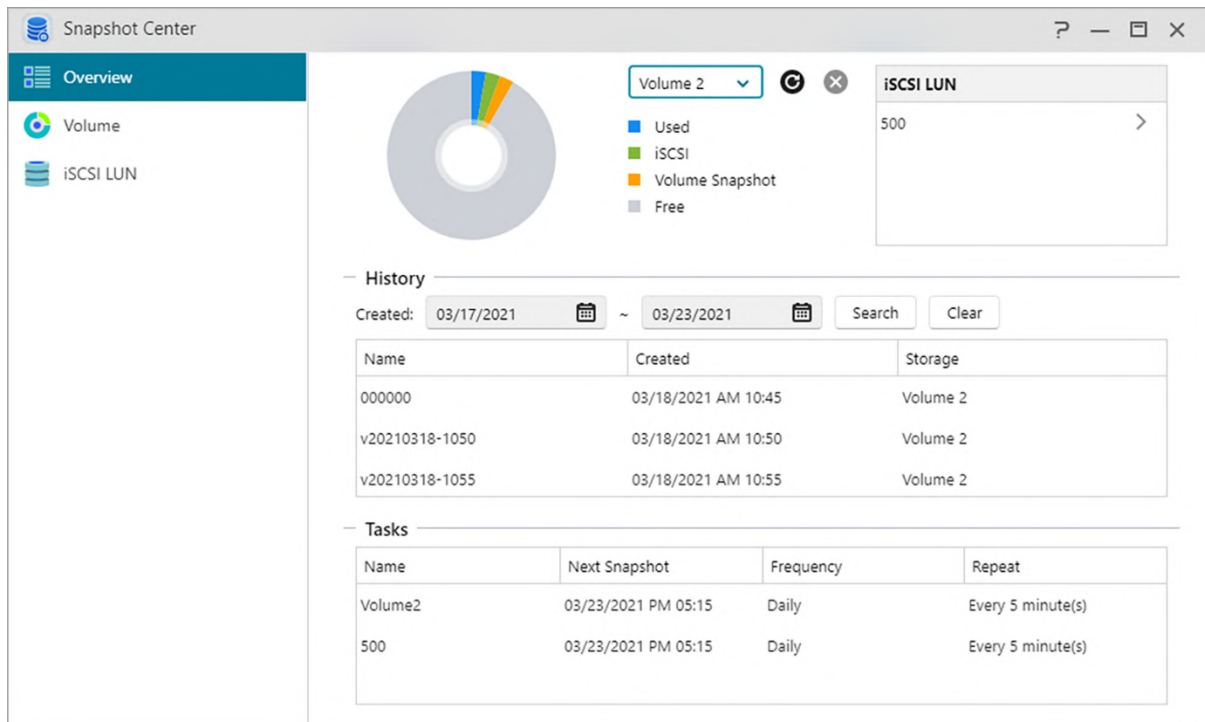 Snapshot Center
Overview
Volume
iSCSI LUN
Volume 2
Used
iSCSI
Volume Snapshot
Free
iSCSI LUN
500
History
Created: 03/17/2021 ~ 03/23/2021 Search Clear
Name Created Storage
000000 03/18/2021 AM 10:45 Volume 2
v20210318-1050 03/18/2021 AM 10:50 Volume 2
v20210318-1055 03/18/2021 AM 10:55 Volume 2
Tasks
Name Next Snapshot Frequency Repeat
Volume2 03/23/2021 PM 05:15 Daily Every 5 minute(s)
500 03/23/2021 PM 05:15 Daily Every 5 minute(s)